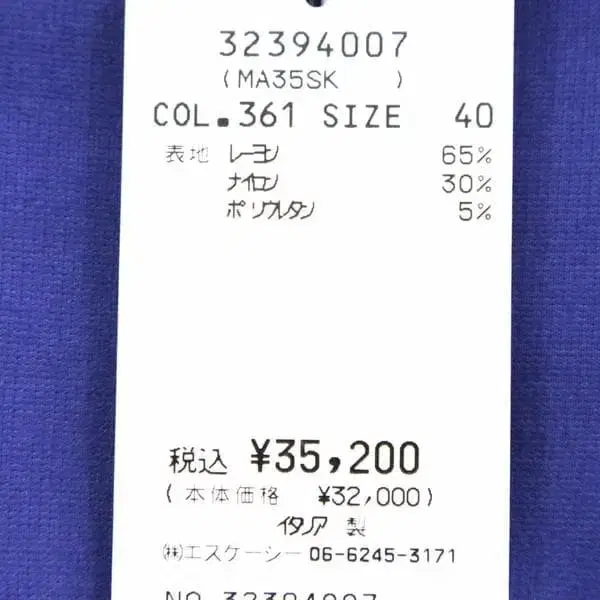 32394007
(MA35SK )
COL.361 SIZE 40
表地 レーヨン 65%
ナイロン 30%
ポリウレタン 5%
税込 ¥35,200
(本体価格 ¥32,000)
イタリア 製
㈱エスケーシー 06-6245-3171
NO.32394007